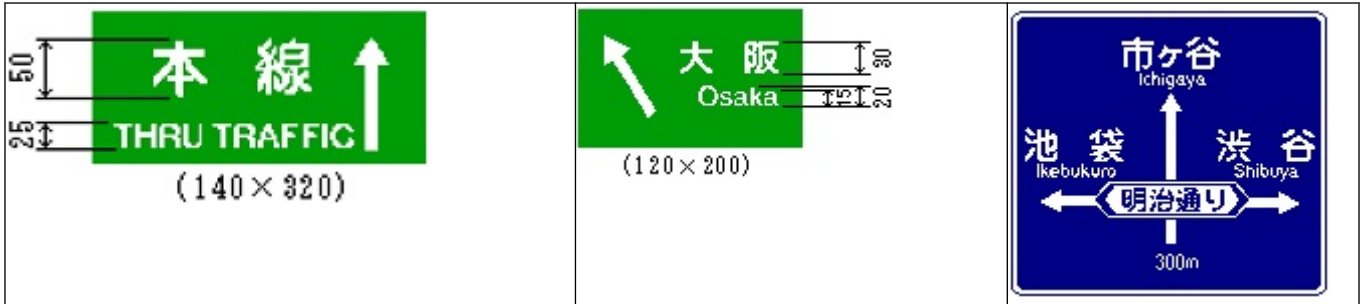 50
本線
25
THRU TRAFFIC
(140×320)
大阪
30
Osaka
15
20
(120×200)
市ヶ谷
Ichigaya
池袋
渋谷
Ikebukuro
Shibuya
明治通り
300m